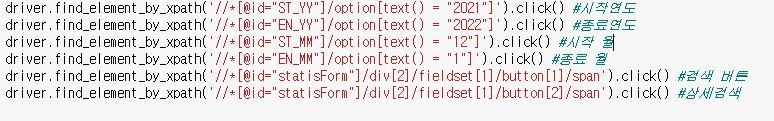 driver.find_element_by_xpath('//*[@id="ST_YY"]/option[text() = "2021"]').click() #시작연도
driver.find_element_by_xpath('//*[@id="EN_YY"]/option[text() = "2022"]').click() #종료연도
driver.find_element_by_xpath('//*[@id="ST_MM"]/option[text() = "12"]').click() #시작 월
driver.find_element_by_xpath('//*[@id="EN_MM"]/option[text() = "1"]').click() #종료 월
driver.find_element_by_xpath('//*[@id="statisForm"]/div[2]/fieldset[1]/button[1]/span').click() #검색 버튼
driver.find_element_by_xpath('//*[@id="statisForm"]/div[2]/fieldset[1]/button[2]/span').click() #상세검색